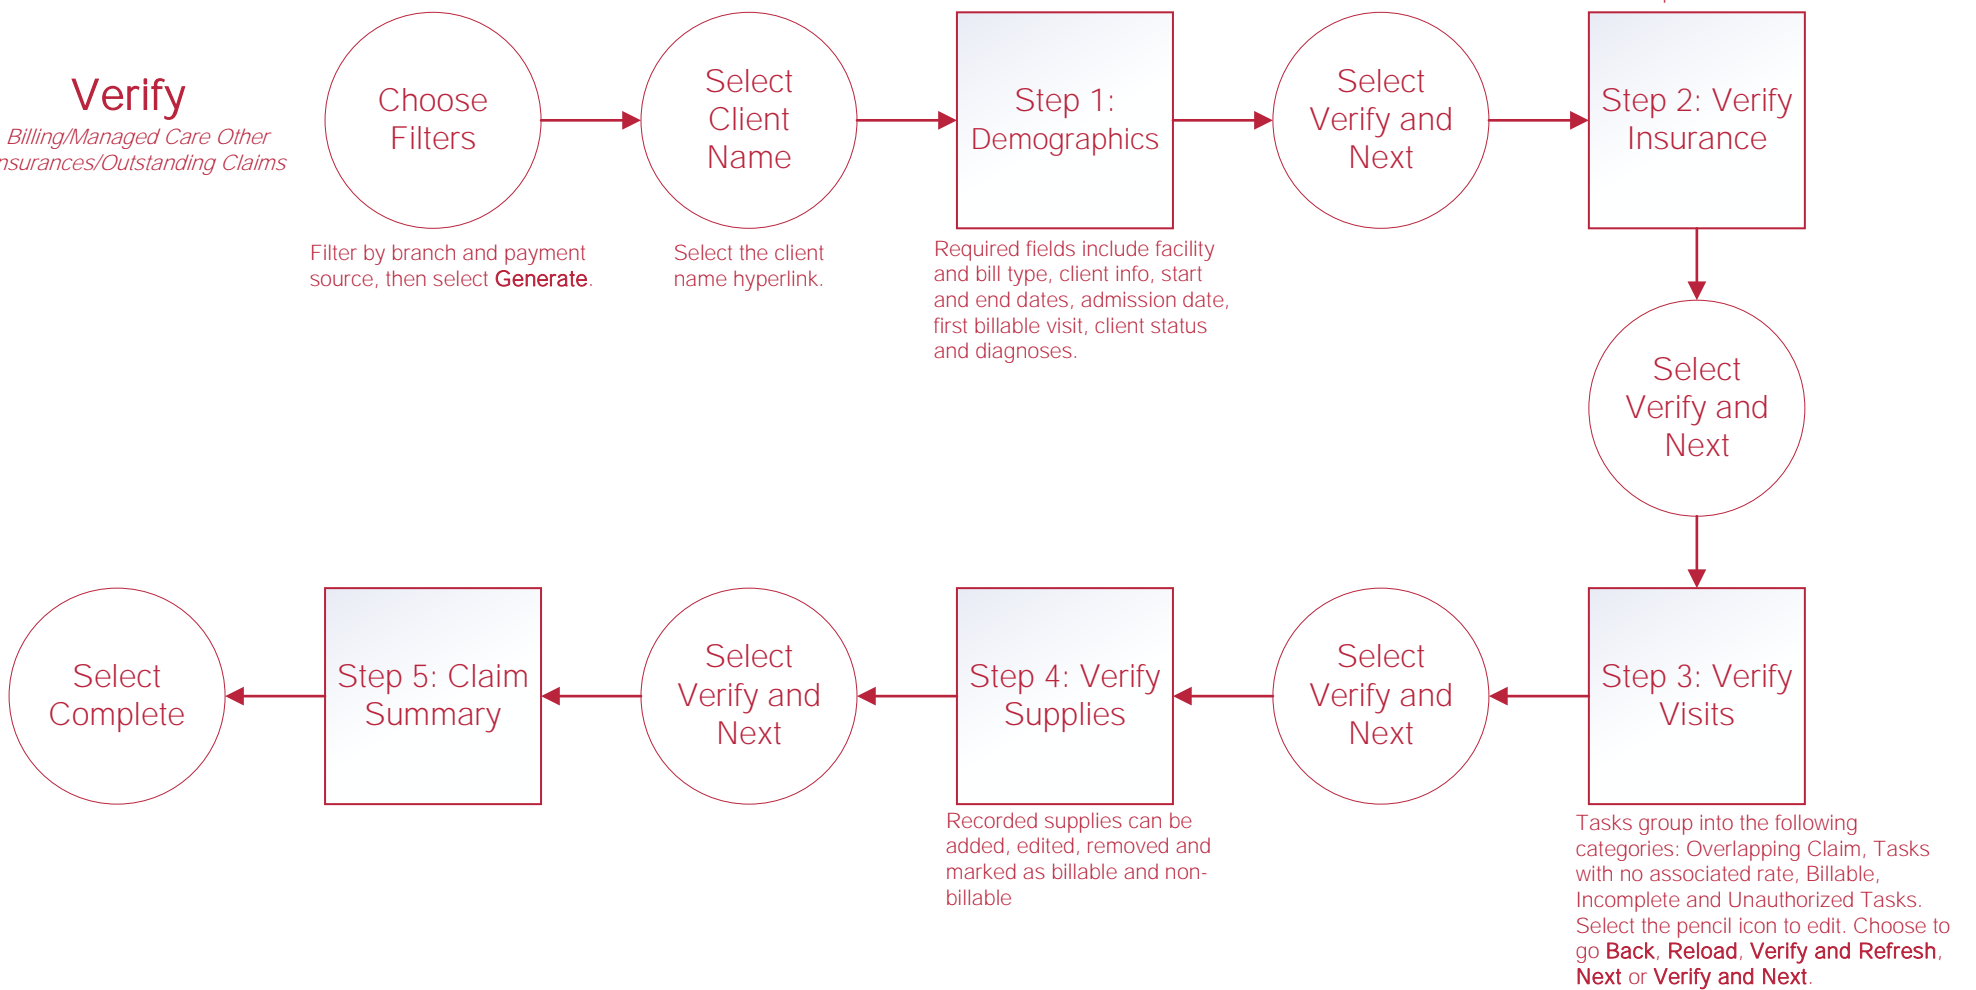 Verify
Billing/Managed Care Other
nsurances/Outstanding Claims
Choose
Filters
Filter by branch and payment
source, then select Generate.
Select
Client
Name
Select the client
name hyperlink.
Step 1:
Demographics
Required fields include facility
and bill type, client info, start
and end dates, admission date,
first billable visit, client status
and diagnoses.
Select
Verify and
Next
Step 2: Verify
Insurance
Select
Verify and
Next
Step 3: Verify
Visits
Tasks group into the following
categories: Overlapping Claim, Tasks
with no associated rate, Billable,
Incomplete and Unauthorized Tasks.
Select the pencil icon to edit. Choose to
go Back, Reload, Verify and Refresh,
Next or Verify and Next.
Select
Verify and
Next
Step 4: Verify
Supplies
Recorded supplies can be
added, edited, removed and
marked as billable and non-
billable
Select
Verify and
Next
Step 5: Claim
Summary
Select
Complete